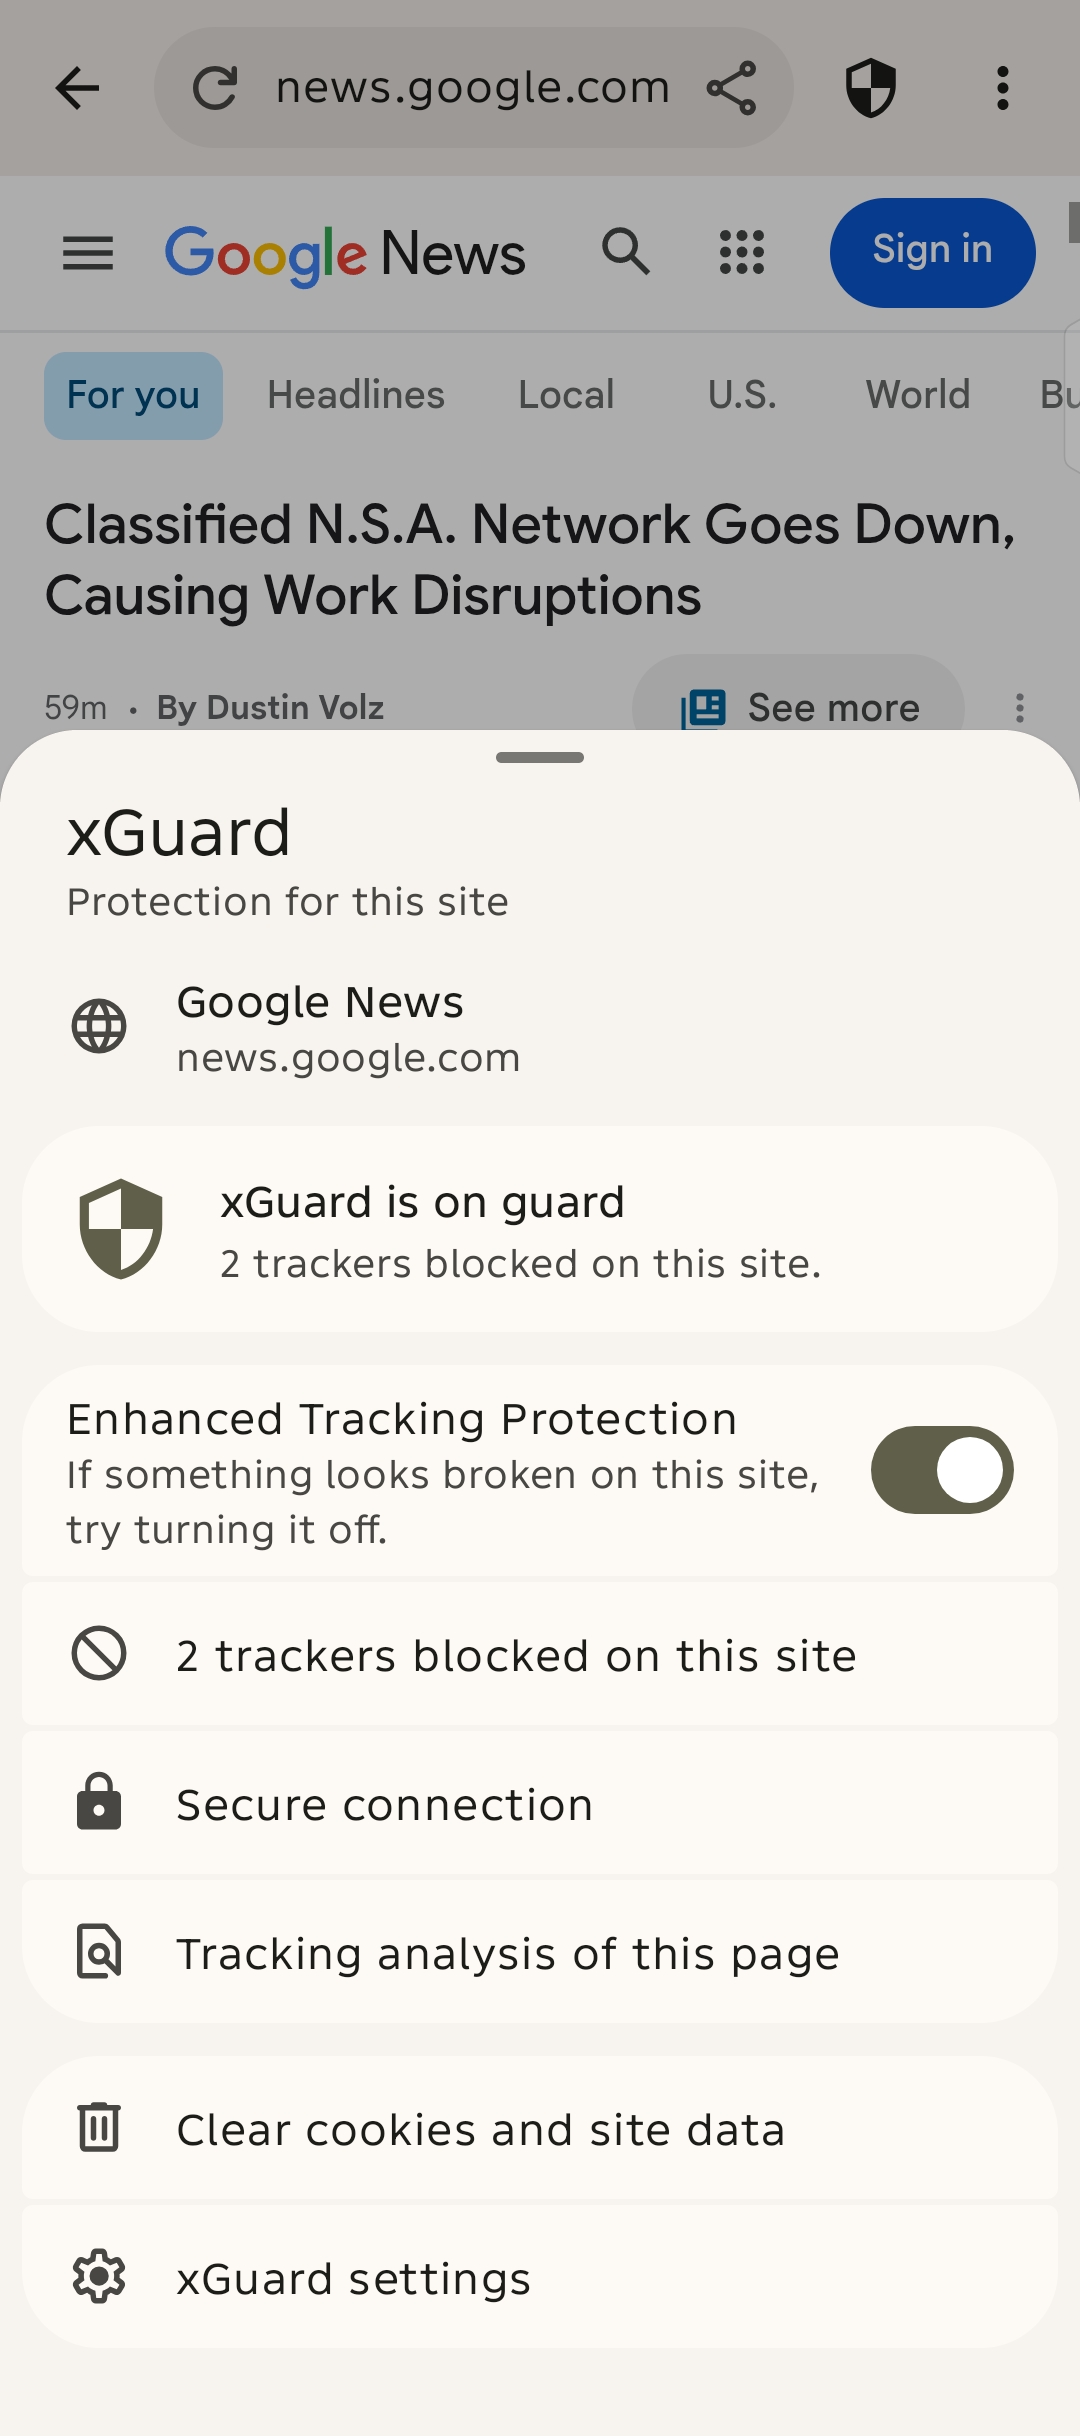 news.google.com
Google News
Sign in
For you
Headlines
Local
U.S.
World
Bu
Classified N.S.A. Network Goes Down,
Causing Work Disruptions
59m • By Dustin Volz
See more
xGuard
Protection for this site
Google News
news.google.com
xGuard is on guard
2 trackers blocked on this site.
Enhanced Tracking Protection
If something looks broken on this site,
try turning it off.
2 trackers blocked on this site
Secure connection
Tracking analysis of this page
Clear cookies and site data
xGuard settings